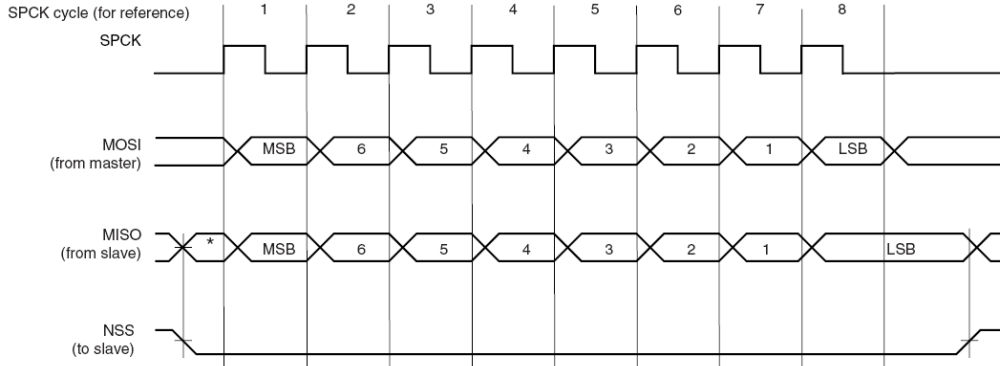 SPCK cycle (for reference) 1 2 3 4 5 6 7 8
SPCK
MOSI
(from master)
MSB 6 5 4 3 2 1 LSB
MISO
(from slave)
* MSB 6 5 4 3 2 1 LSB
NSS
(to slave)